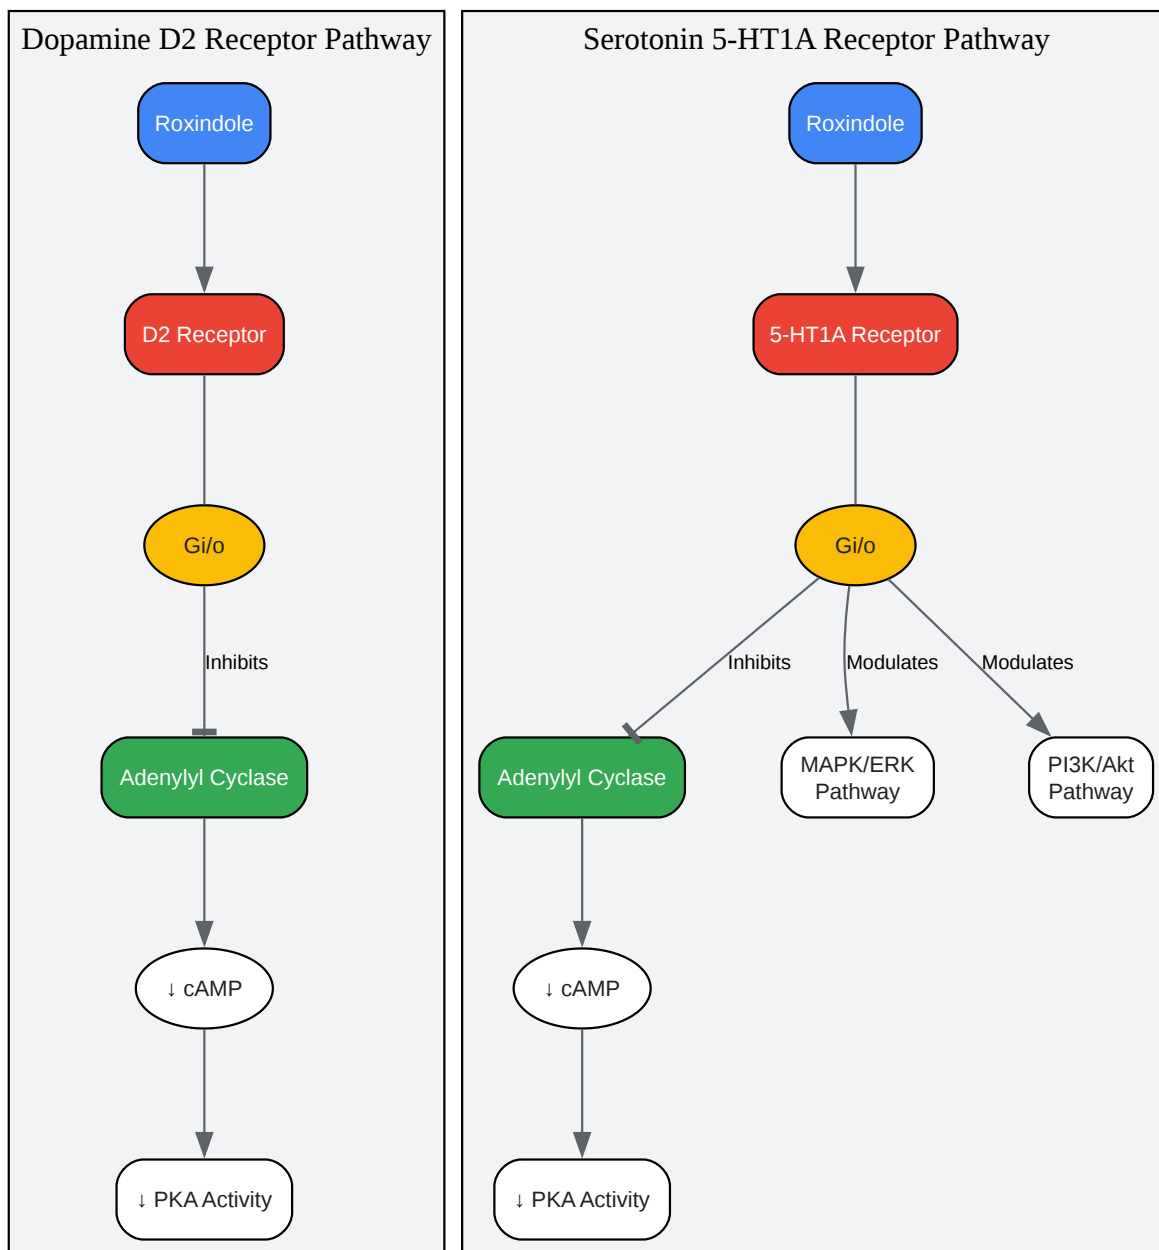 Dopamine D2 Receptor Pathway
Roxindole
D2 Receptor
Gi/o
Inhibits
Adenylyl Cyclase
↓ cAMP
↓ PKA Activity
Serotonin 5-HT1A Receptor Pathway
Roxindole
5-HT1A Receptor
Gi/o
Inhibits
Modulates
Modulates
Adenylyl Cyclase
MAPK/ERK
Pathway
PI3K/Akt
Pathway
↓ cAMP
↓ PKA Activity